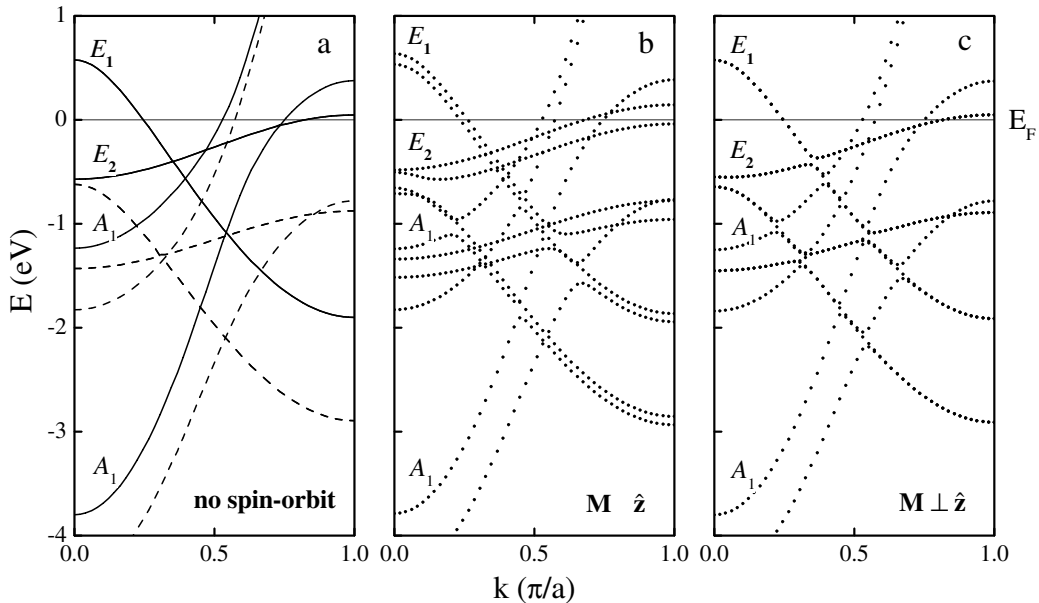 a b c
E (eV)
1
0
-1
-2
-3
-4
E₁
E₂
A₁
A₁
no spin-orbit
0.0 0.5 1.0
E₁
E₂
A₁
A₁
M ẑ
0.0 0.5 1.0
E₁
E₂
A₁
A₁
M ⊥ ẑ
0.0 0.5 1.0
E_F
k (π/a)